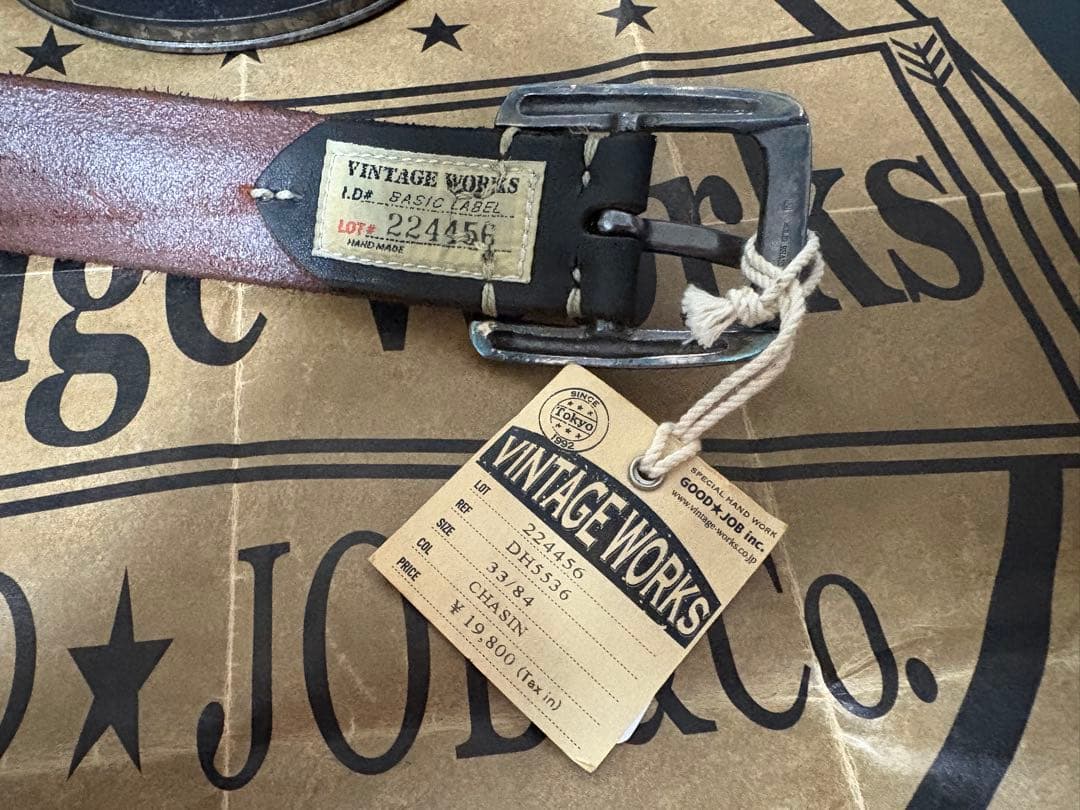 VINTAGE WORKS
I.D# BASIC LABEL
LOT# 224456
HAND MADE
SINCE
Tokyo
1992
VINTAGE WORKS
SPECIAL HAND WORK
GOOD★JOB inc.
www.vintage-works.co.jp
LOT 224456
REF DH5536
SIZE 33/84
COL CHASIN
PRICE ¥ 19,800 (Tax in)
age Works
JOB & Co.